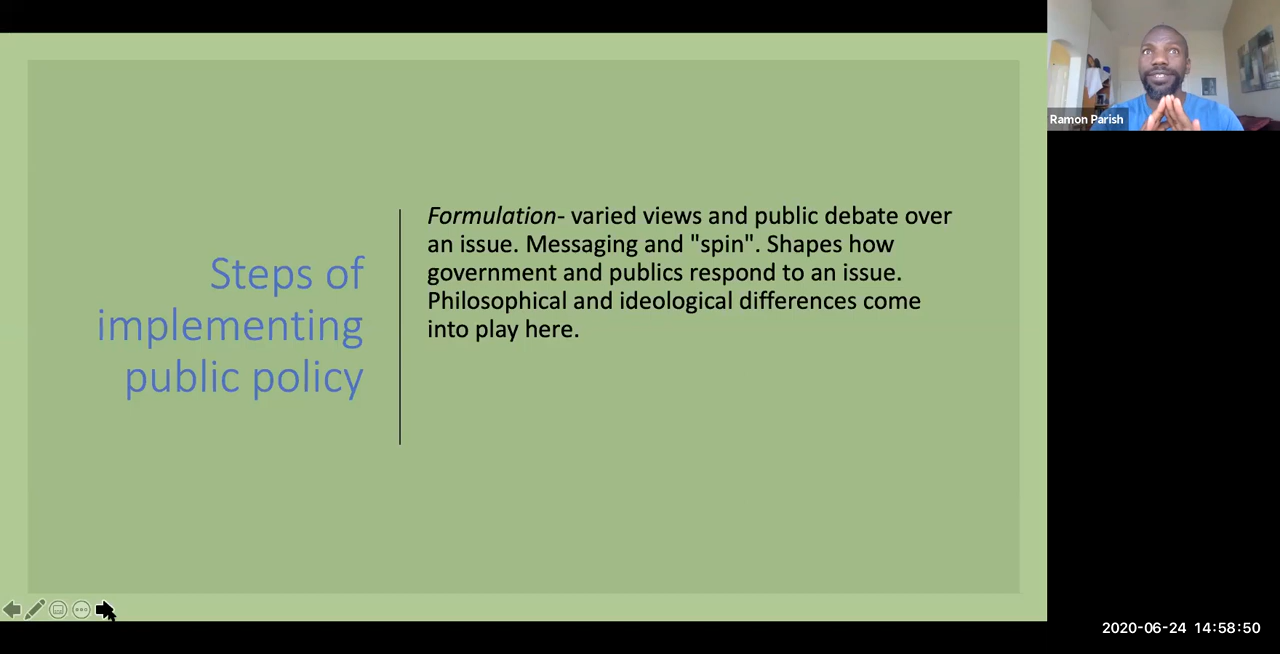 Steps of
implementing
public policy
Formulation- varied views and public debate over
an issue. Messaging and "spin". Shapes how
government and publics respond to an issue.
Philosophical and ideological differences come
into play here.
Ramon Parish
2020-06-24 14:58:50